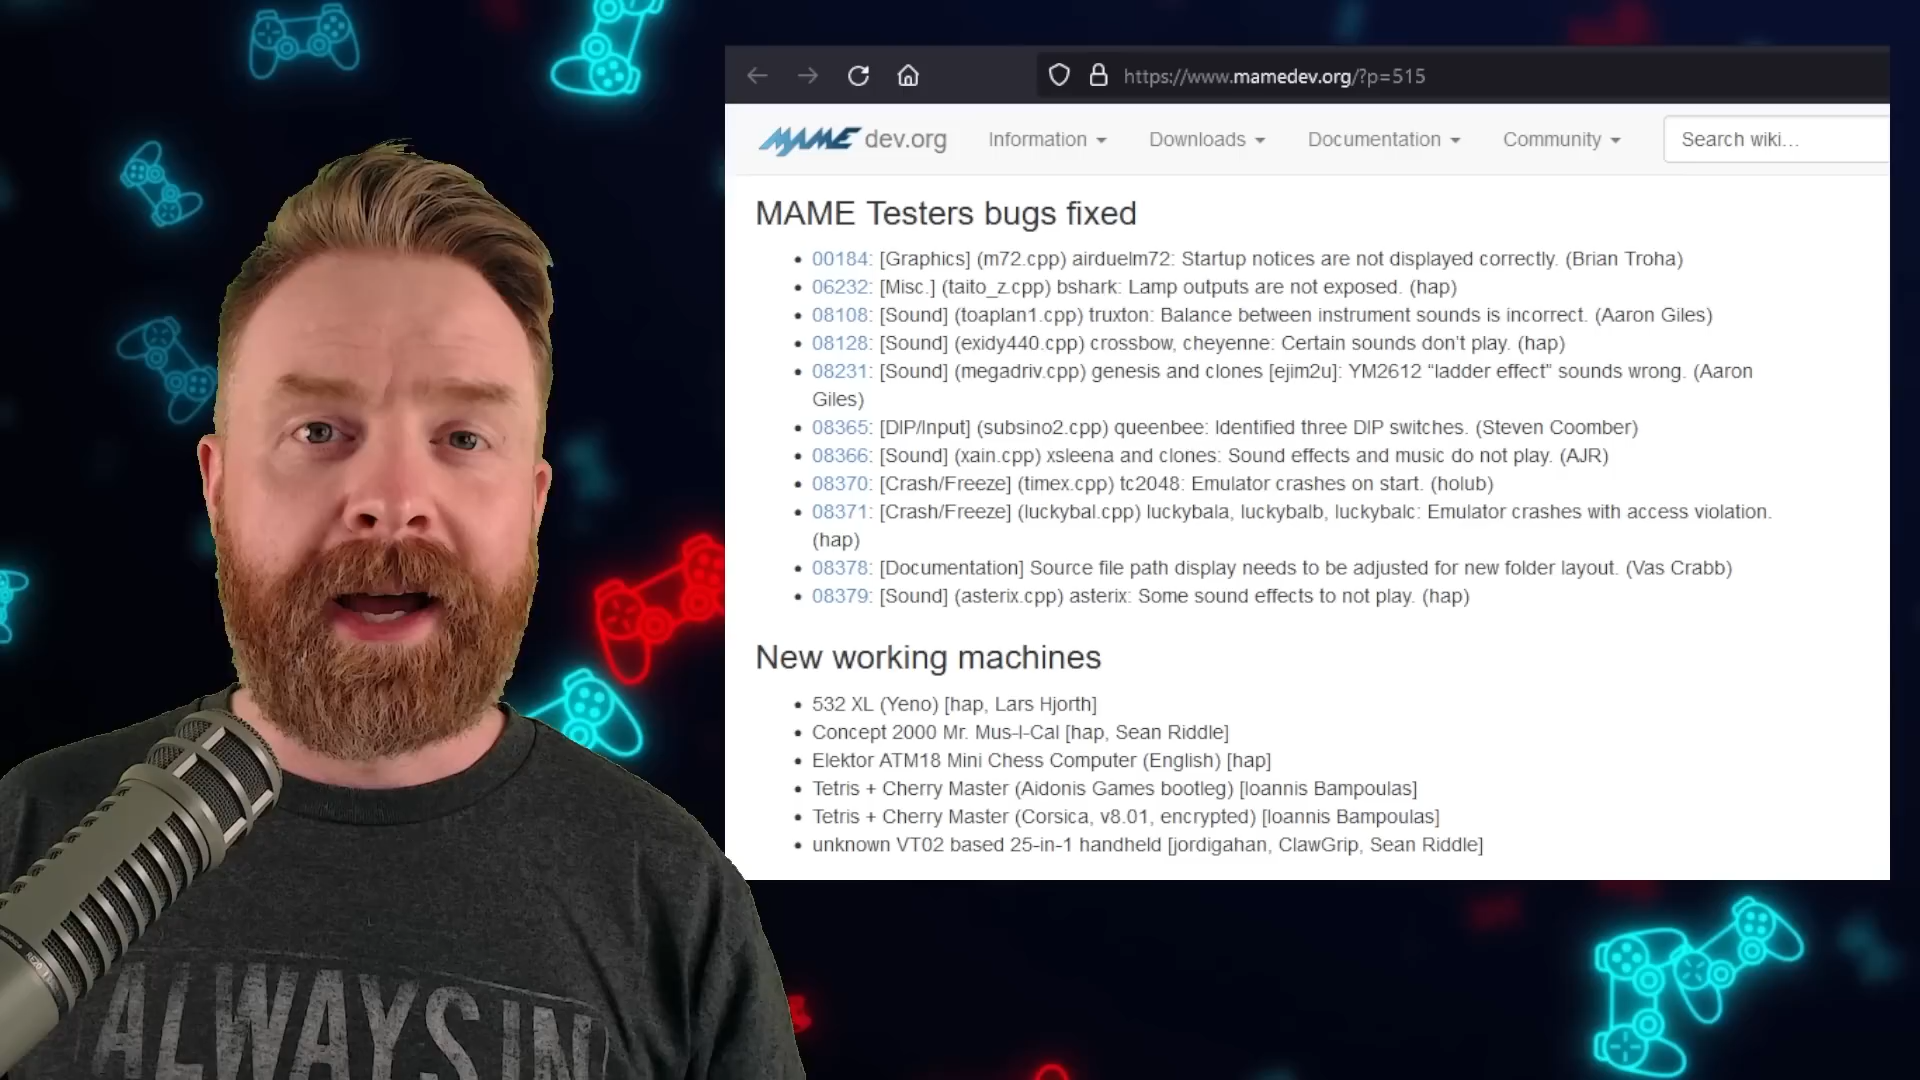 https://www.mamedev.org/?p=515
MAME dev.org Information Downloads Documentation Community Search wiki...
MAME Testers bugs fixed
00184: [Graphics] (m72.cpp) airduelm72: Startup notices are not displayed correctly. (Brian Troha)
06232: [Misc.] (taito_z.cpp) bshark: Lamp outputs are not exposed. (hap)
08108: [Sound] (toaplan1.cpp) truxton: Balance between instrument sounds is incorrect. (Aaron Giles)
08128: [Sound] (exidy440.cpp) crossbow, cheyenne: Certain sounds don't play. (hap)
08231: [Sound] (megadriv.cpp) genesis and clones [ejim2u]: YM2612 “ladder effect” sounds wrong. (Aaron
Giles)
08365: [DIP/Input] (subsino2.cpp) queenbee: Identified three DIP switches. (Steven Coomber)
08366: [Sound] (xain.cpp) xsleena and clones: Sound effects and music do not play. (AJR)
08370: [Crash/Freeze] (timex.cpp) tc2048: Emulator crashes on start. (holub)
08371: [Crash/Freeze] (luckybal.cpp) luckybala, luckybalb, luckybalc: Emulator crashes with access violation.
(hap)
08378: [Documentation] Source file path display needs to be adjusted for new folder layout. (Vas Crabb)
08379: [Sound] (asterix.cpp) asterix: Some sound effects to not play. (hap)
New working machines
532 XL (Yeno) [hap, Lars Hjorth]
Concept 2000 Mr. Mus-I-Cal [hap, Sean Riddle]
Elektor ATM18 Mini Chess Computer (English) [hap]
Tetris + Cherry Master (Aidonis Games bootleg) [Ioannis Bampoulas]
Tetris + Cherry Master (Corsica, v8.01, encrypted) [Ioannis Bampoulas]
unknown VT02 based 25-in-1 handheld [jordigahan, ClawGrip, Sean Riddle]
ALWAYS IN